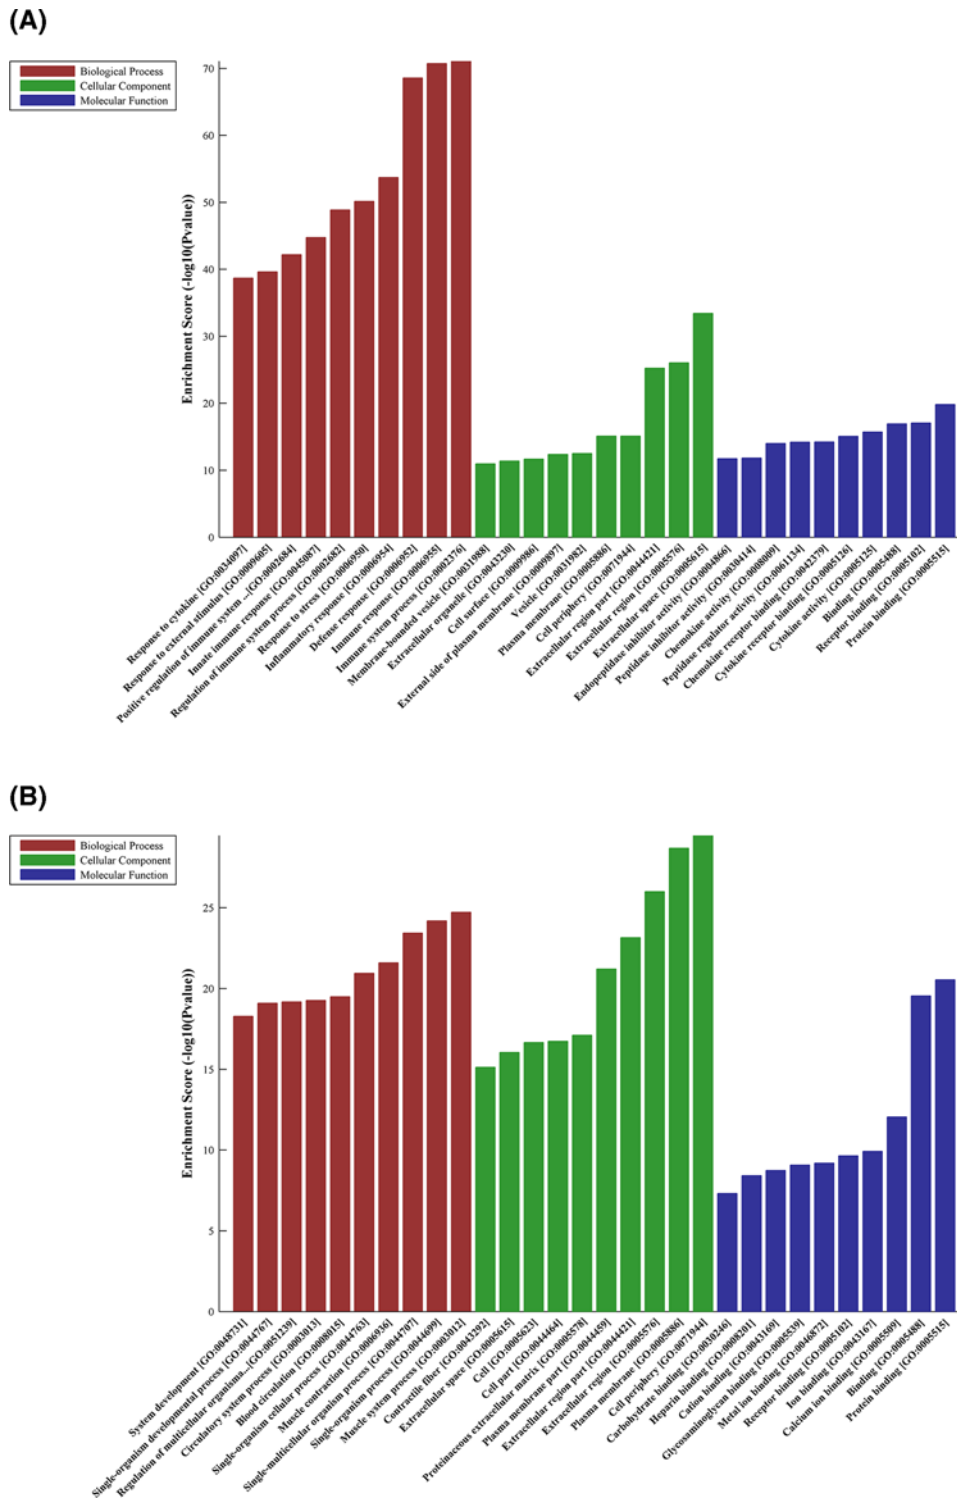 (A)
Biological Process
Cellular Component
Molecular Function
Enrichment Score (-log10(Pvalue))
70
60
50
40
30
20
10
0
Response to cytokine [GO:0034097]
Response to external stimulus [GO:0009605]
Positive regulation of immune system ...[GO:0002684]
Innate immune response [GO:0045087]
Regulation of immune system process [GO:0002682]
Response to stress [GO:0006950]
Inflammatory response [GO:0006954]
Defense response [GO:0006952]
Immune response [GO:0006955]
Immune system process [GO:0002376]
Membrane-bounded vesicle [GO:0031988]
Extracellular organelle [GO:0043230]
Cell surface [GO:0009986]
External side of plasma membrane [GO:0009897]
Vesicle [GO:0031982]
Plasma membrane [GO:0005886]
Cell periphery [GO:0071944]
Extracellular region part [GO:0044421]
Extracellular region [GO:0005576]
Extracellular space [GO:0005615]
Endopeptidase inhibitor activity [GO:0004866]
Peptidase inhibitor activity [GO:0030414]
Chemokine activity [GO:0008009]
Peptidase regulator activity [GO:0061134]
Chemokine receptor binding [GO:0042379]
Cytokine receptor binding [GO:0005126]
Cytokine activity [GO:0005125]
Binding [GO:0005488]
Receptor binding [GO:0005102]
Protein binding [GO:0005515]
(B)
Biological Process
Cellular Component
Molecular Function
Enrichment Score (-log10(Pvalue))
25
20
15
10
5
0
System development [GO:0048731]
Single-organism developmental process [GO:0044767]
Regulation of multicellular organisma...[GO:0051239]
Circulatory system process [GO:0003013]
Blood circulation [GO:0008015]
Single-organism cellular process [GO:0044763]
Muscle contraction [GO:0006936]
Single-multicellular organism process [GO:0044707]
Single-organism process [GO:0044699]
Muscle system process [GO:0003012]
Contractile fiber [GO:0043292]
Extracellular space [GO:0005615]
Cell [GO:0005623]
Cell part [GO:0044464]
Proteinaceous extracellular matrix [GO:0005578]
Plasma membrane part [GO:0044459]
Extracellular region part [GO:0044421]
Extracellular region [GO:0005576]
Plasma membrane [GO:0005886]
Cell periphery [GO:0071944]
Carbohydrate binding [GO:0030246]
Heparin binding [GO:0008201]
Cation binding [GO:0043169]
Glycosaminoglycan binding [GO:0005539]
Metal ion binding [GO:0046872]
Receptor binding [GO:0005102]
Ion binding [GO:0043167]
Calcium ion binding [GO:0005509]
Binding [GO:0005488]
Protein binding [GO:0005515]